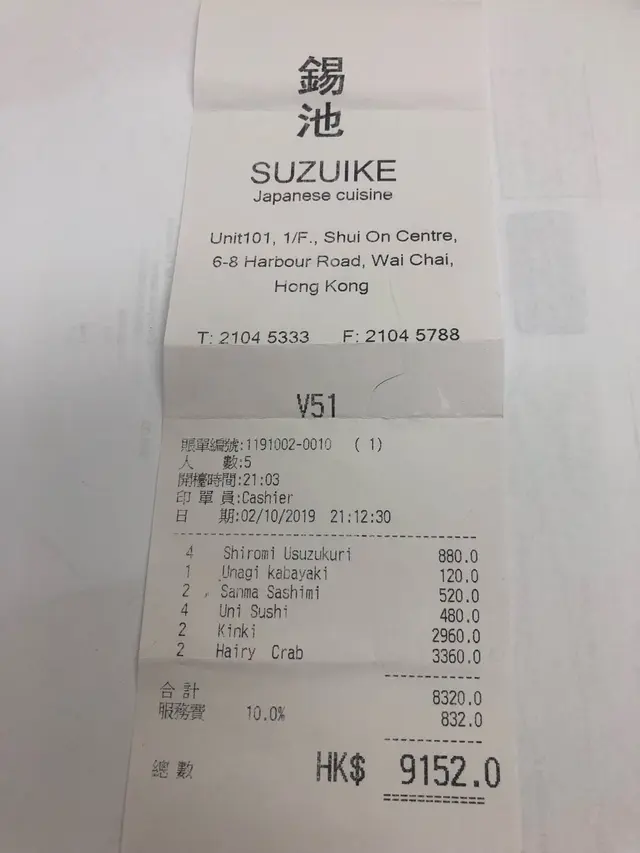 錫
池
SUZUIKE
Japanese cuisine
Unit101, 1/F., Shui On Centre,
6-8 Harbour Road, Wai Chai,
Hong Kong
T: 2104 5333 F: 2104 5788
V51
賬單編號:1191002-0010 (1)
人 數:5
開檯時間:21:03
印單員:Cashier
日 期:02/10/2019 21:12:30
4 Shiromi Usuzukuri 880.0
1 Unagi kabayaki 120.0
2 Sanma Sashimi 520.0
4 Uni Sushi 480.0
2 Kinki 2960.0
2 Hairy Crab 3360.0
合計 8320.0
服務費 10.0% 832.0
總數 HK$ 9152.0